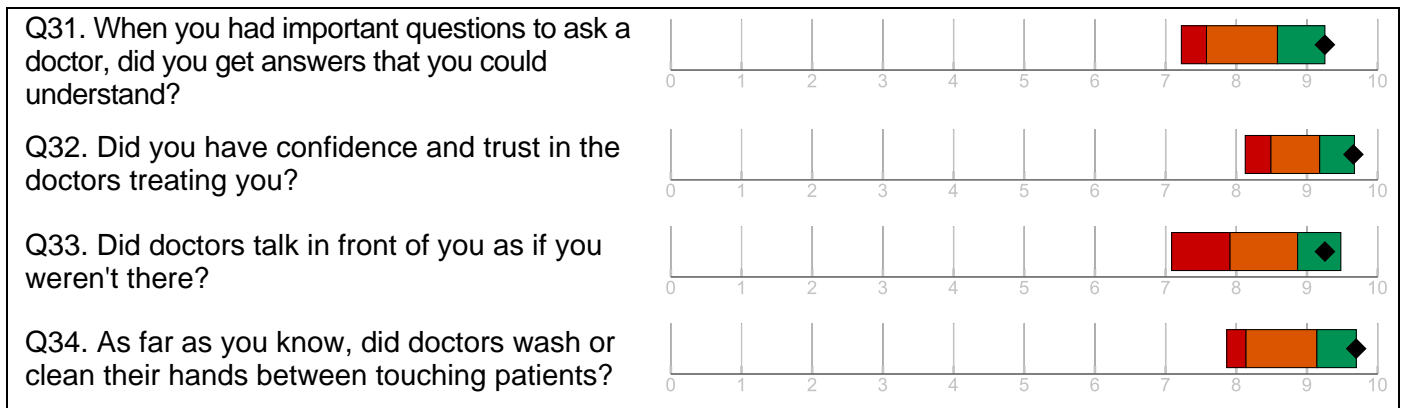 Q31. When you had important questions to ask a
doctor, did you get answers that you could
understand?
0 1 2 3 4 5 6 7 8 9 10
Q32. Did you have confidence and trust in the
doctors treating you?
0 1 2 3 4 5 6 7 8 9 10
Q33. Did doctors talk in front of you as if you
weren't there?
0 1 2 3 4 5 6 7 8 9 10
Q34. As far as you know, did doctors wash or
clean their hands between touching patients?
0 1 2 3 4 5 6 7 8 9 10